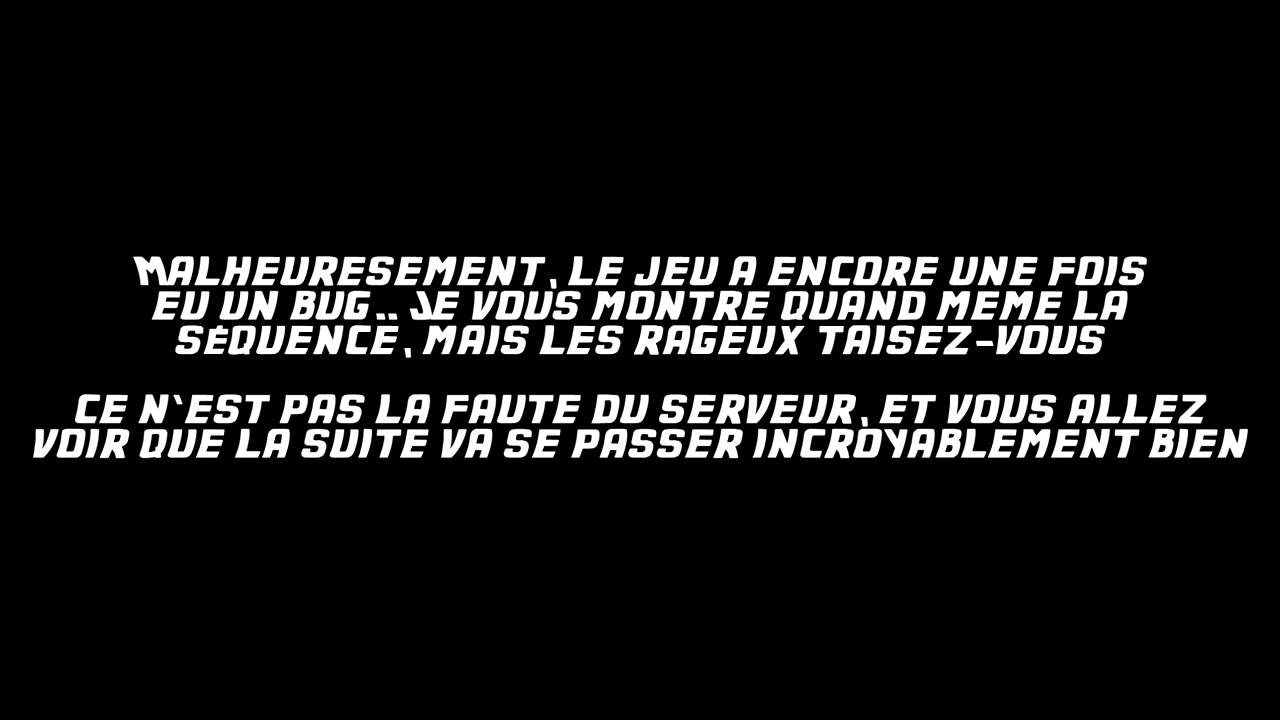 MALHEURESEMENT, LE JEU A ENCORE UNE FOIS
EU UN BUG.. JE VOUS MONTRE QUAND MEME LA
SÉQUENCE, MAIS LES RAGEUX TAISEZ-VOUS
CE N'EST PAS LA FAUTE DU SERVEUR, ET VOUS ALLEZ
VOIR QUE LA SUITE VA SE PASSER INCROYABLEMENT BIEN